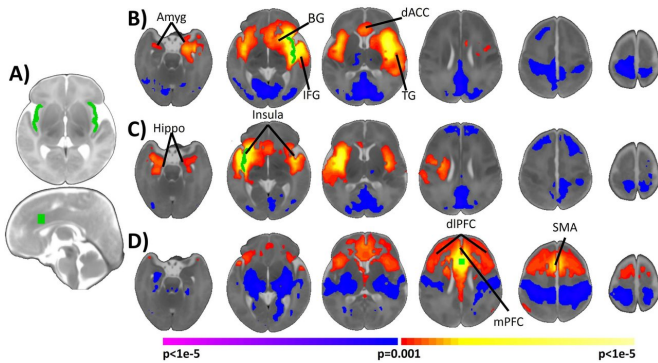 B)
Amyg
BG
dACC
IFG
TG
A)
C)
Hippo
Insula
D)
dlPFC
SMA
mPFC
p<1e-5
p=0.001
p<1e-5